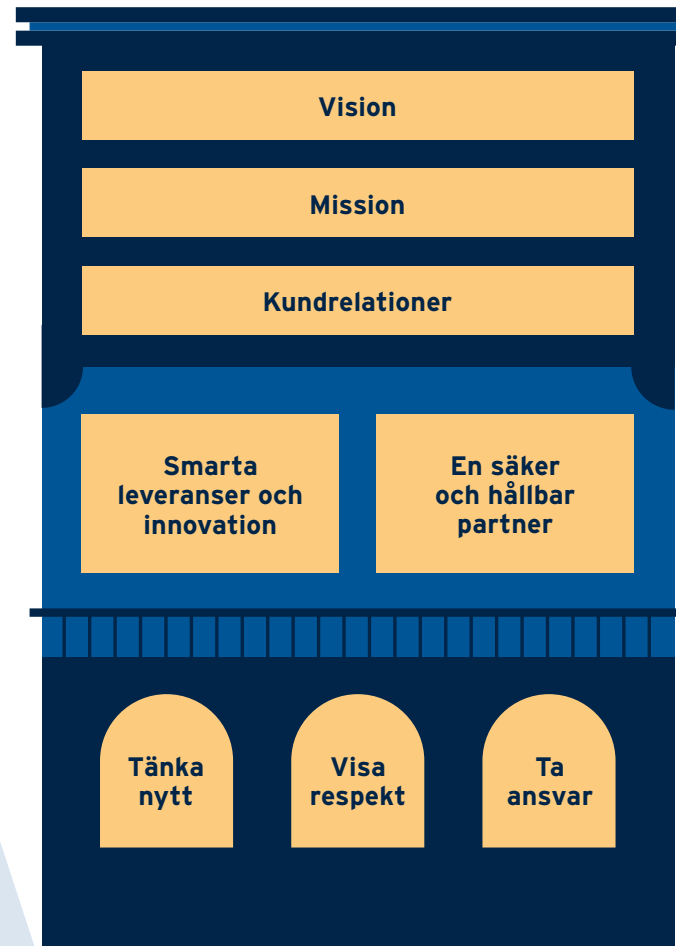 Vision
Mission
Kundrelationer
Smarta
leveranser och
innovation
En säker
och hållbar
partner
Tänka
nytt
Visa
respekt
Ta
ansvar